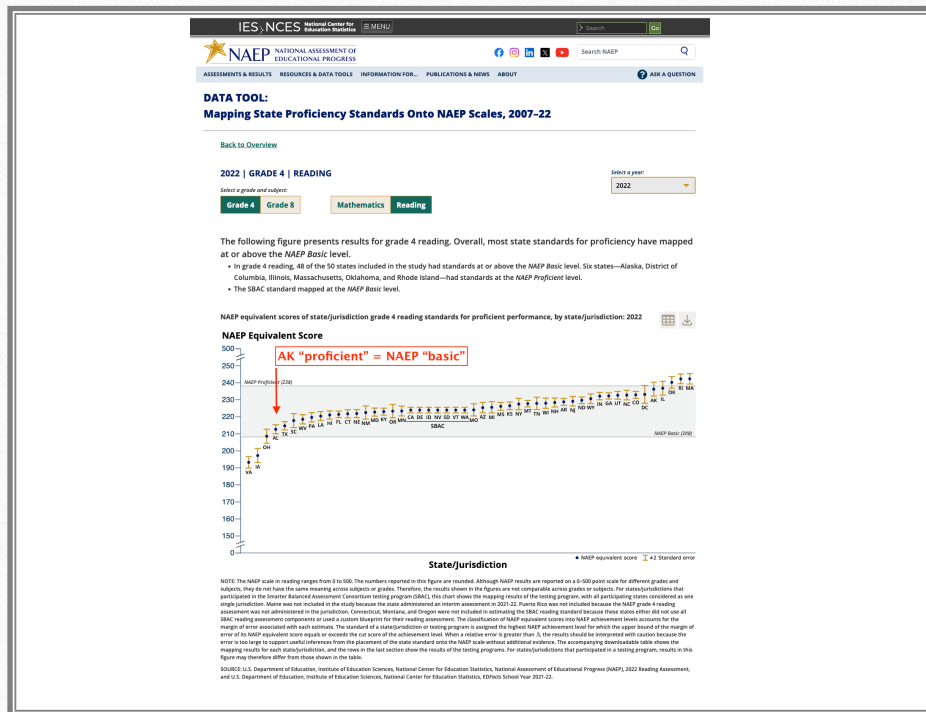 IES NCES National Center for Education Statistics
MENU
Search
Go
NAEP NATIONAL ASSESSMENT OF EDUCATIONAL PROGRESS
Search NAEP
ASSESSMENTS & RESULTS RESOURCES & DATA TOOLS INFORMATION FOR... PUBLICATIONS & NEWS ABOUT
ASK A QUESTION
DATA TOOL:
Mapping State Proficiency Standards Onto NAEP Scales, 2007–22
Back to Overview
2022 | GRADE 4 | READING
Select a year:
2022
Select a grade and subject:
Grade 4 Grade 8 Mathematics Reading
The following figure presents results for grade 4 reading. Overall, most state standards for proficiency have mapped
at or above the NAEP Basic level.
• In grade 4 reading, 48 of the 50 states included in the study had standards at or above the NAEP Basic level. Six states—Alaska, District of
Columbia, Illinois, Massachusetts, Oklahoma, and Rhode Island—had standards at the NAEP Proficient level.
• The SBAC standard mapped at the NAEP Basic level.
NAEP equivalent scores of state/jurisdiction grade 4 reading standards for proficient performance, by state/jurisdiction: 2022
NAEP Equivalent Score
AK "proficient" = NAEP "basic"
500
250
240
230
220
210
200
190
180
170
160
150
0
NAEP Proficient (238)
NAEP Basic (208)
VA IA OH AL TX SC WV PA LA HI FL CT NE NM MD KY OR MN CA DE ID NV SD VT WA MO AZ MI MS KS NY MT TN WI NH AR NJ ND WY IN GA UT NC CO DC AK IL OK RI MA
SBAC
NAEP equivalent score ±2 Standard error
State/Jurisdiction
NOTE: The NAEP scale in reading ranges from 0 to 500. The numbers reported in this figure are rounded. Although NAEP results are reported on a 0–500 point scale for different grades and
subjects, they do not have the same meaning across subjects or grades. Therefore, the results shown in the figures are not comparable across grades or subjects. For states/jurisdictions that
participated in the Smarter Balanced Assessment Consortium testing program (SBAC), this chart shows the mapping results of the testing program, with all participating states considered as one
single jurisdiction. Maine was not included in the study because the state administered an interim assessment in 2021-22. Puerto Rico was not included because the NAEP grade 4 reading
assessment was not administered in the jurisdiction. Connecticut, Montana, and Oregon were not included in estimating the SBAC reading standard because these states either did not use all
SBAC reading assessment components or used a custom blueprint for their reading assessment. The classification of NAEP equivalent scores into NAEP achievement levels accounts for the
margin of error associated with each estimate. The standard of a state/jurisdiction or testing program is assigned the highest NAEP achievement level for which the upper bound of the margin of
error of its NAEP equivalent score equals or exceeds the cut score of the achievement level. When a relative error is greater than .5, the results should be interpreted with caution because the
error is too large to support useful inferences from the placement of the state standard onto the NAEP scale without additional evidence. The accompanying downloadable table shows the
mapping results for each state/jurisdiction, and the rows in the last section show the results of the testing programs. For states/jurisdictions that participated in a testing program, results in this
figure may therefore differ from those shown in the table.
SOURCE: U.S. Department of Education, Institute of Education Sciences, National Center for Education Statistics, National Assessment of Educational Progress (NAEP), 2022 Reading Assessment,
and U.S. Department of Education, Institute of Education Sciences, National Center for Education Statistics, EDFacts School Year 2021-22.